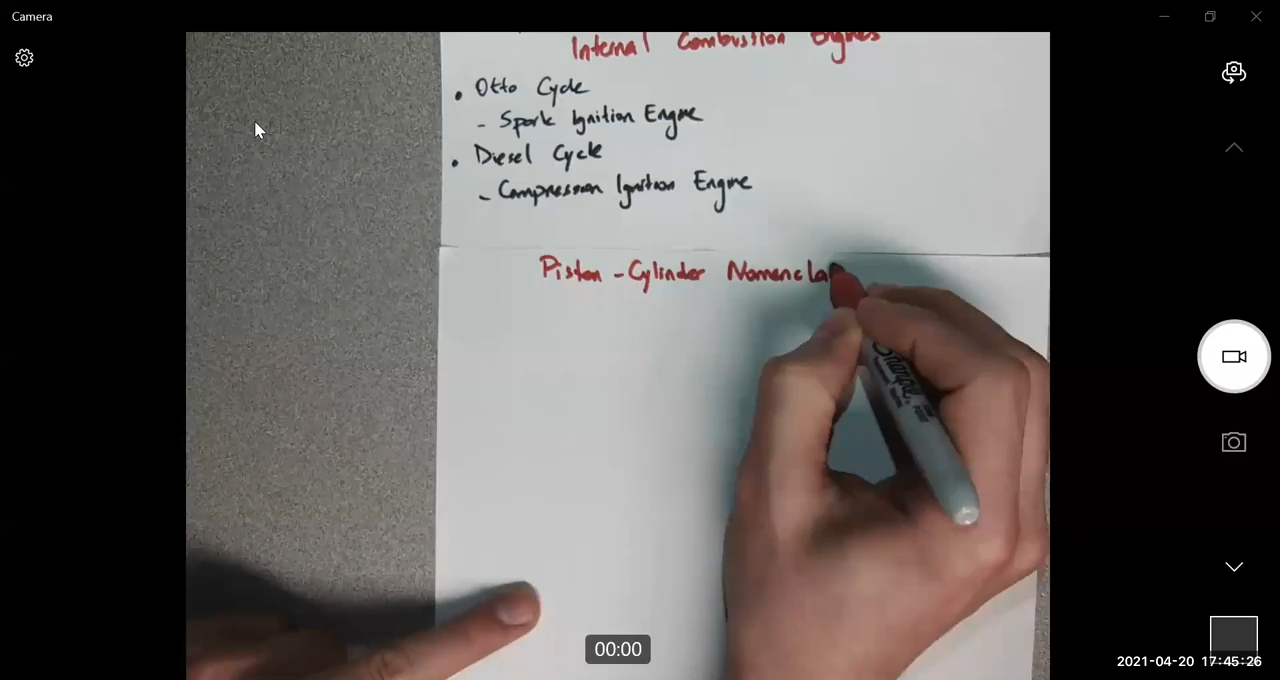 Camera
Internal Combustion Engines
• Otto Cycle
- Spark Ignition Engine
• Diesel Cycle
- Compression Ignition Engine
Piston - Cylinder Nomencla
Sharpie
00:00
2021-04-20 17:45:26